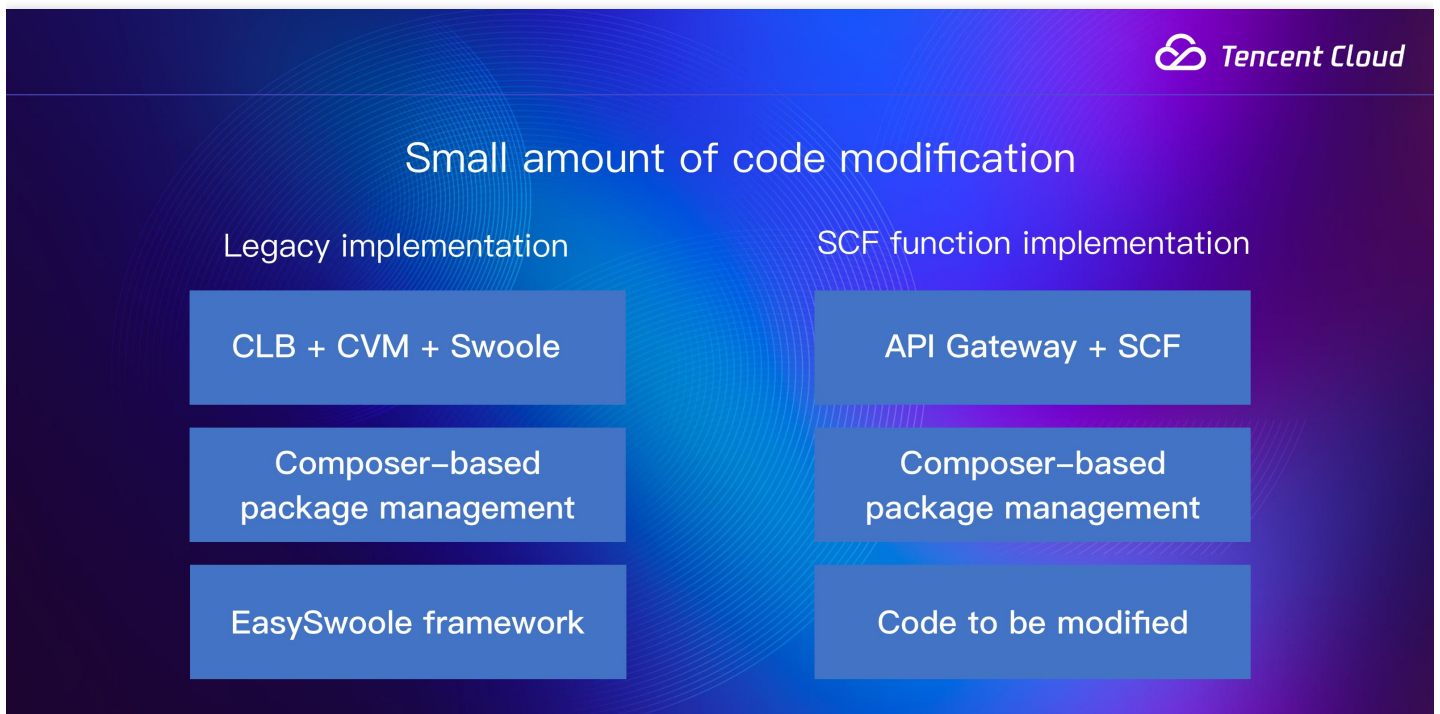 Tencent Cloud
Small amount of code modification
Legacy implementation
CLB + CVM + Swoole
Composer-based
package management
EasySwoole framework
SCF function implementation
API Gateway + SCF
Composer-based
package management
Code to be modified